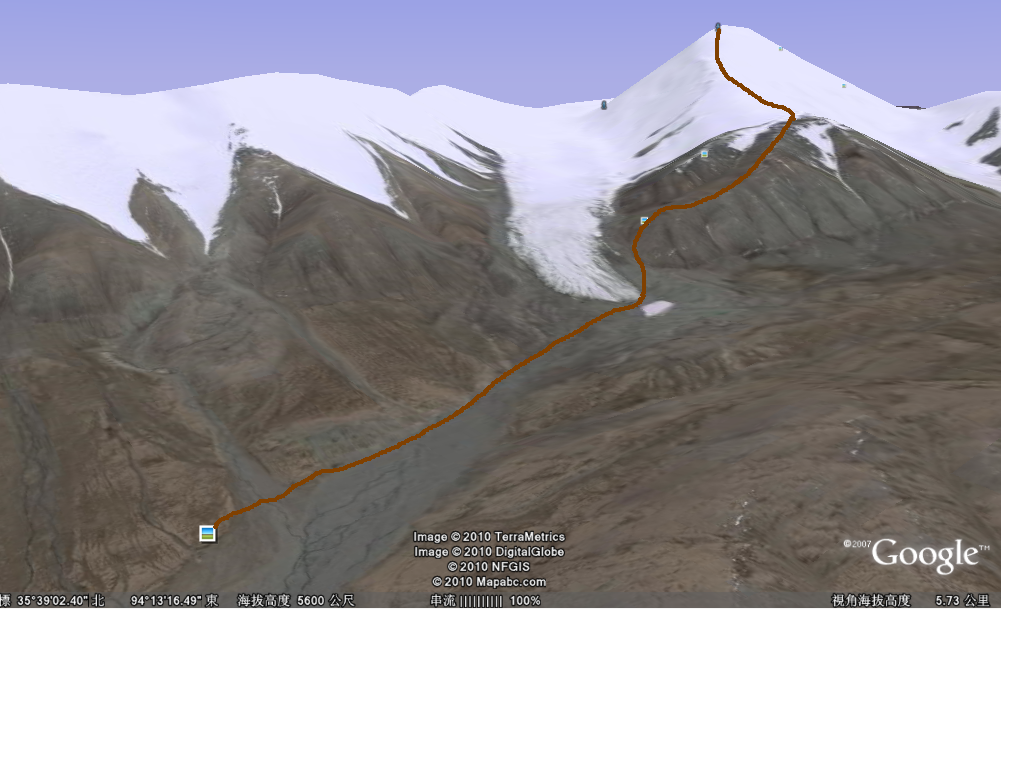 Image © 2010 TerraMetrics
Image © 2010 DigitalGlobe
© 2010 NFGIS
© 2010 Mapabc.com
©2007 Google™
標 35°39'02.40" 北 94°13'16.49" 東 海拔高度 5600 公尺 串流 |||||||||| 100% 視角海拔高度 5.73 公里